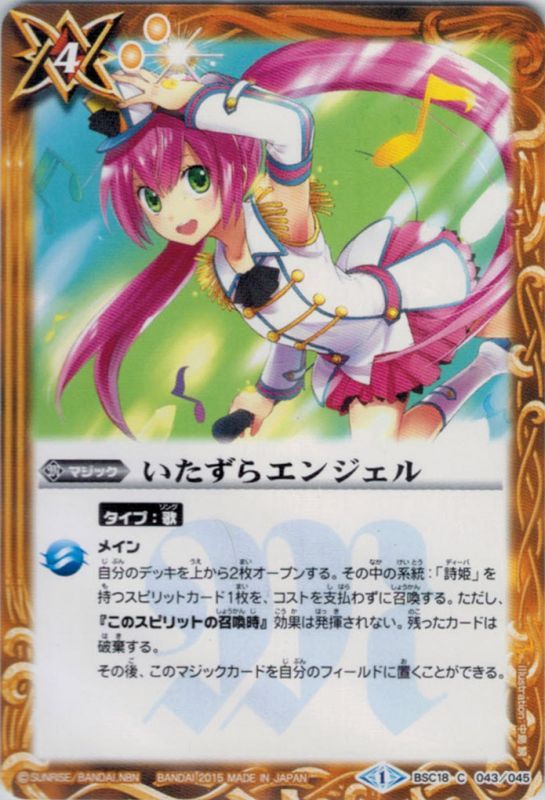 4
マジック
いたずらエンジェル
タイプ:歌
ソング
メイン
自分のデッキを上から2枚オープンする。その中の系統:「詩姫」を
持つスピリットカード1枚を、コストを支払わずに召喚する。ただし、
『このスピリットの召喚時』効果は発揮されない。残ったカードは
破棄する。
その後、このマジックカードを自分のフィールドに置くことができる。
©SUNRISE/BANDAI,NBN BANDAI 2015 MADE IN JAPAN
1 BSC18 C 043/045